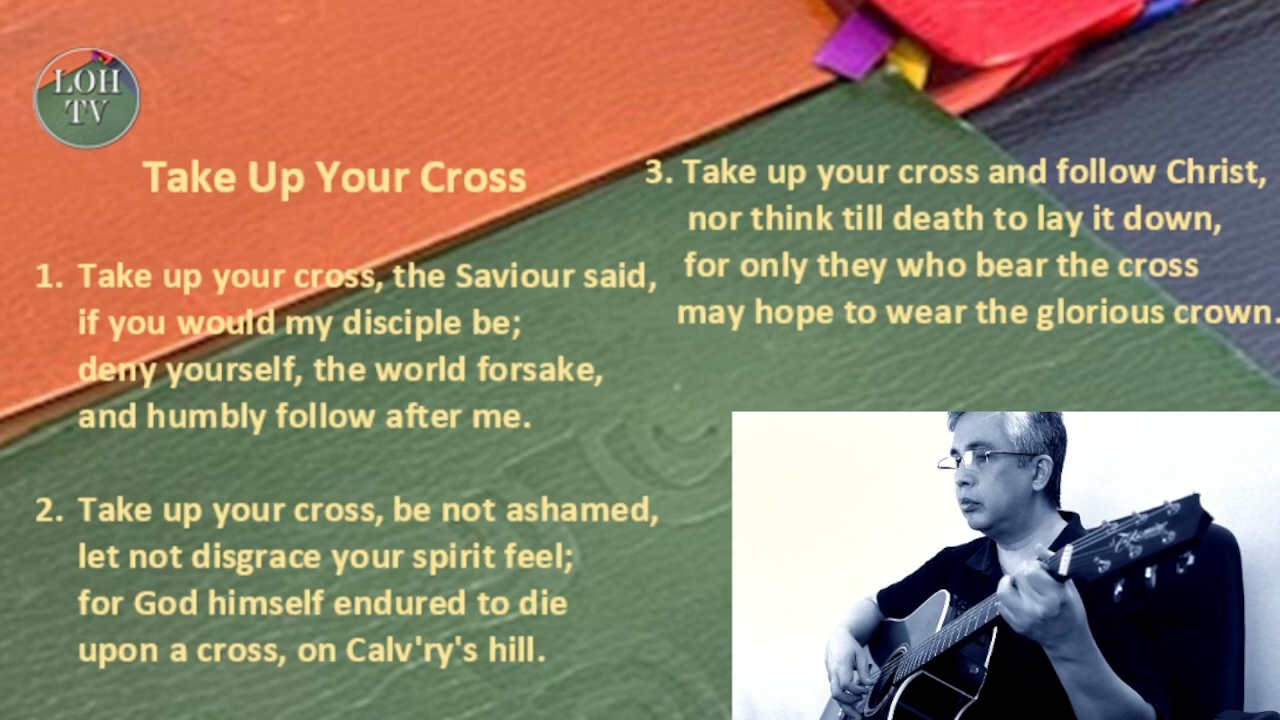 LOH
TV
Take Up Your Cross
1. Take up your cross, the Saviour said,
if you would my disciple be;
deny yourself, the world forsake,
and humbly follow after me.
2. Take up your cross, be not ashamed,
let not disgrace your spirit feel;
for God himself endured to die
upon a cross, on Calv'ry's hill.
3. Take up your cross and follow Christ,
nor think till death to lay it down,
for only they who bear the cross
may hope to wear the glorious crown.